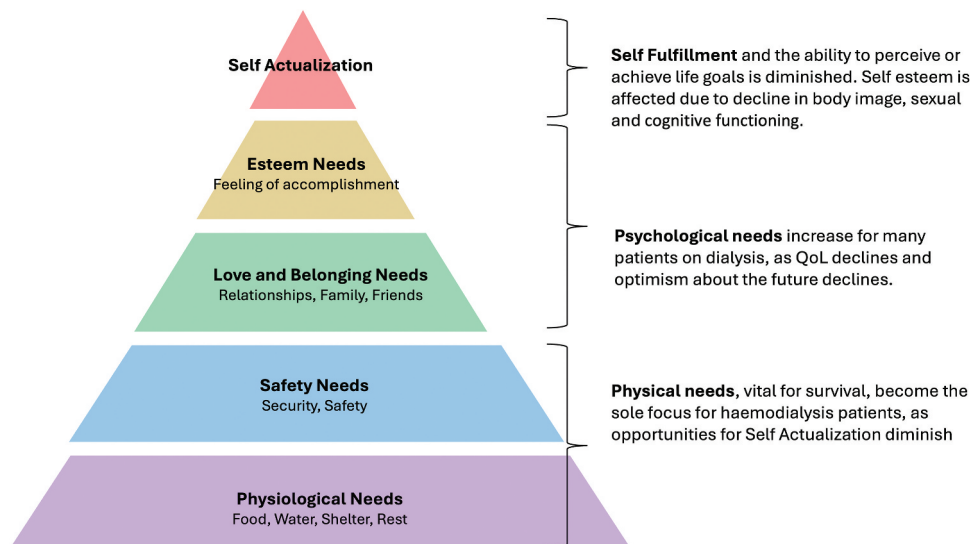 Self Actualization
Esteem Needs
Feeling of accomplishment
Love and Belonging Needs
Relationships, Family, Friends
Safety Needs
Security, Safety
Physiological Needs
Food, Water, Shelter, Rest
Self Fulfillment and the ability to perceive or
achieve life goals is diminished. Self esteem is
affected due to decline in body image, sexual
and cognitive functioning.
Psychological needs increase for many
patients on dialysis, as QoL declines and
optimism about the future declines.
Physical needs, vital for survival, become the
sole focus for haemodialysis patients, as
opportunities for Self Actualization diminish